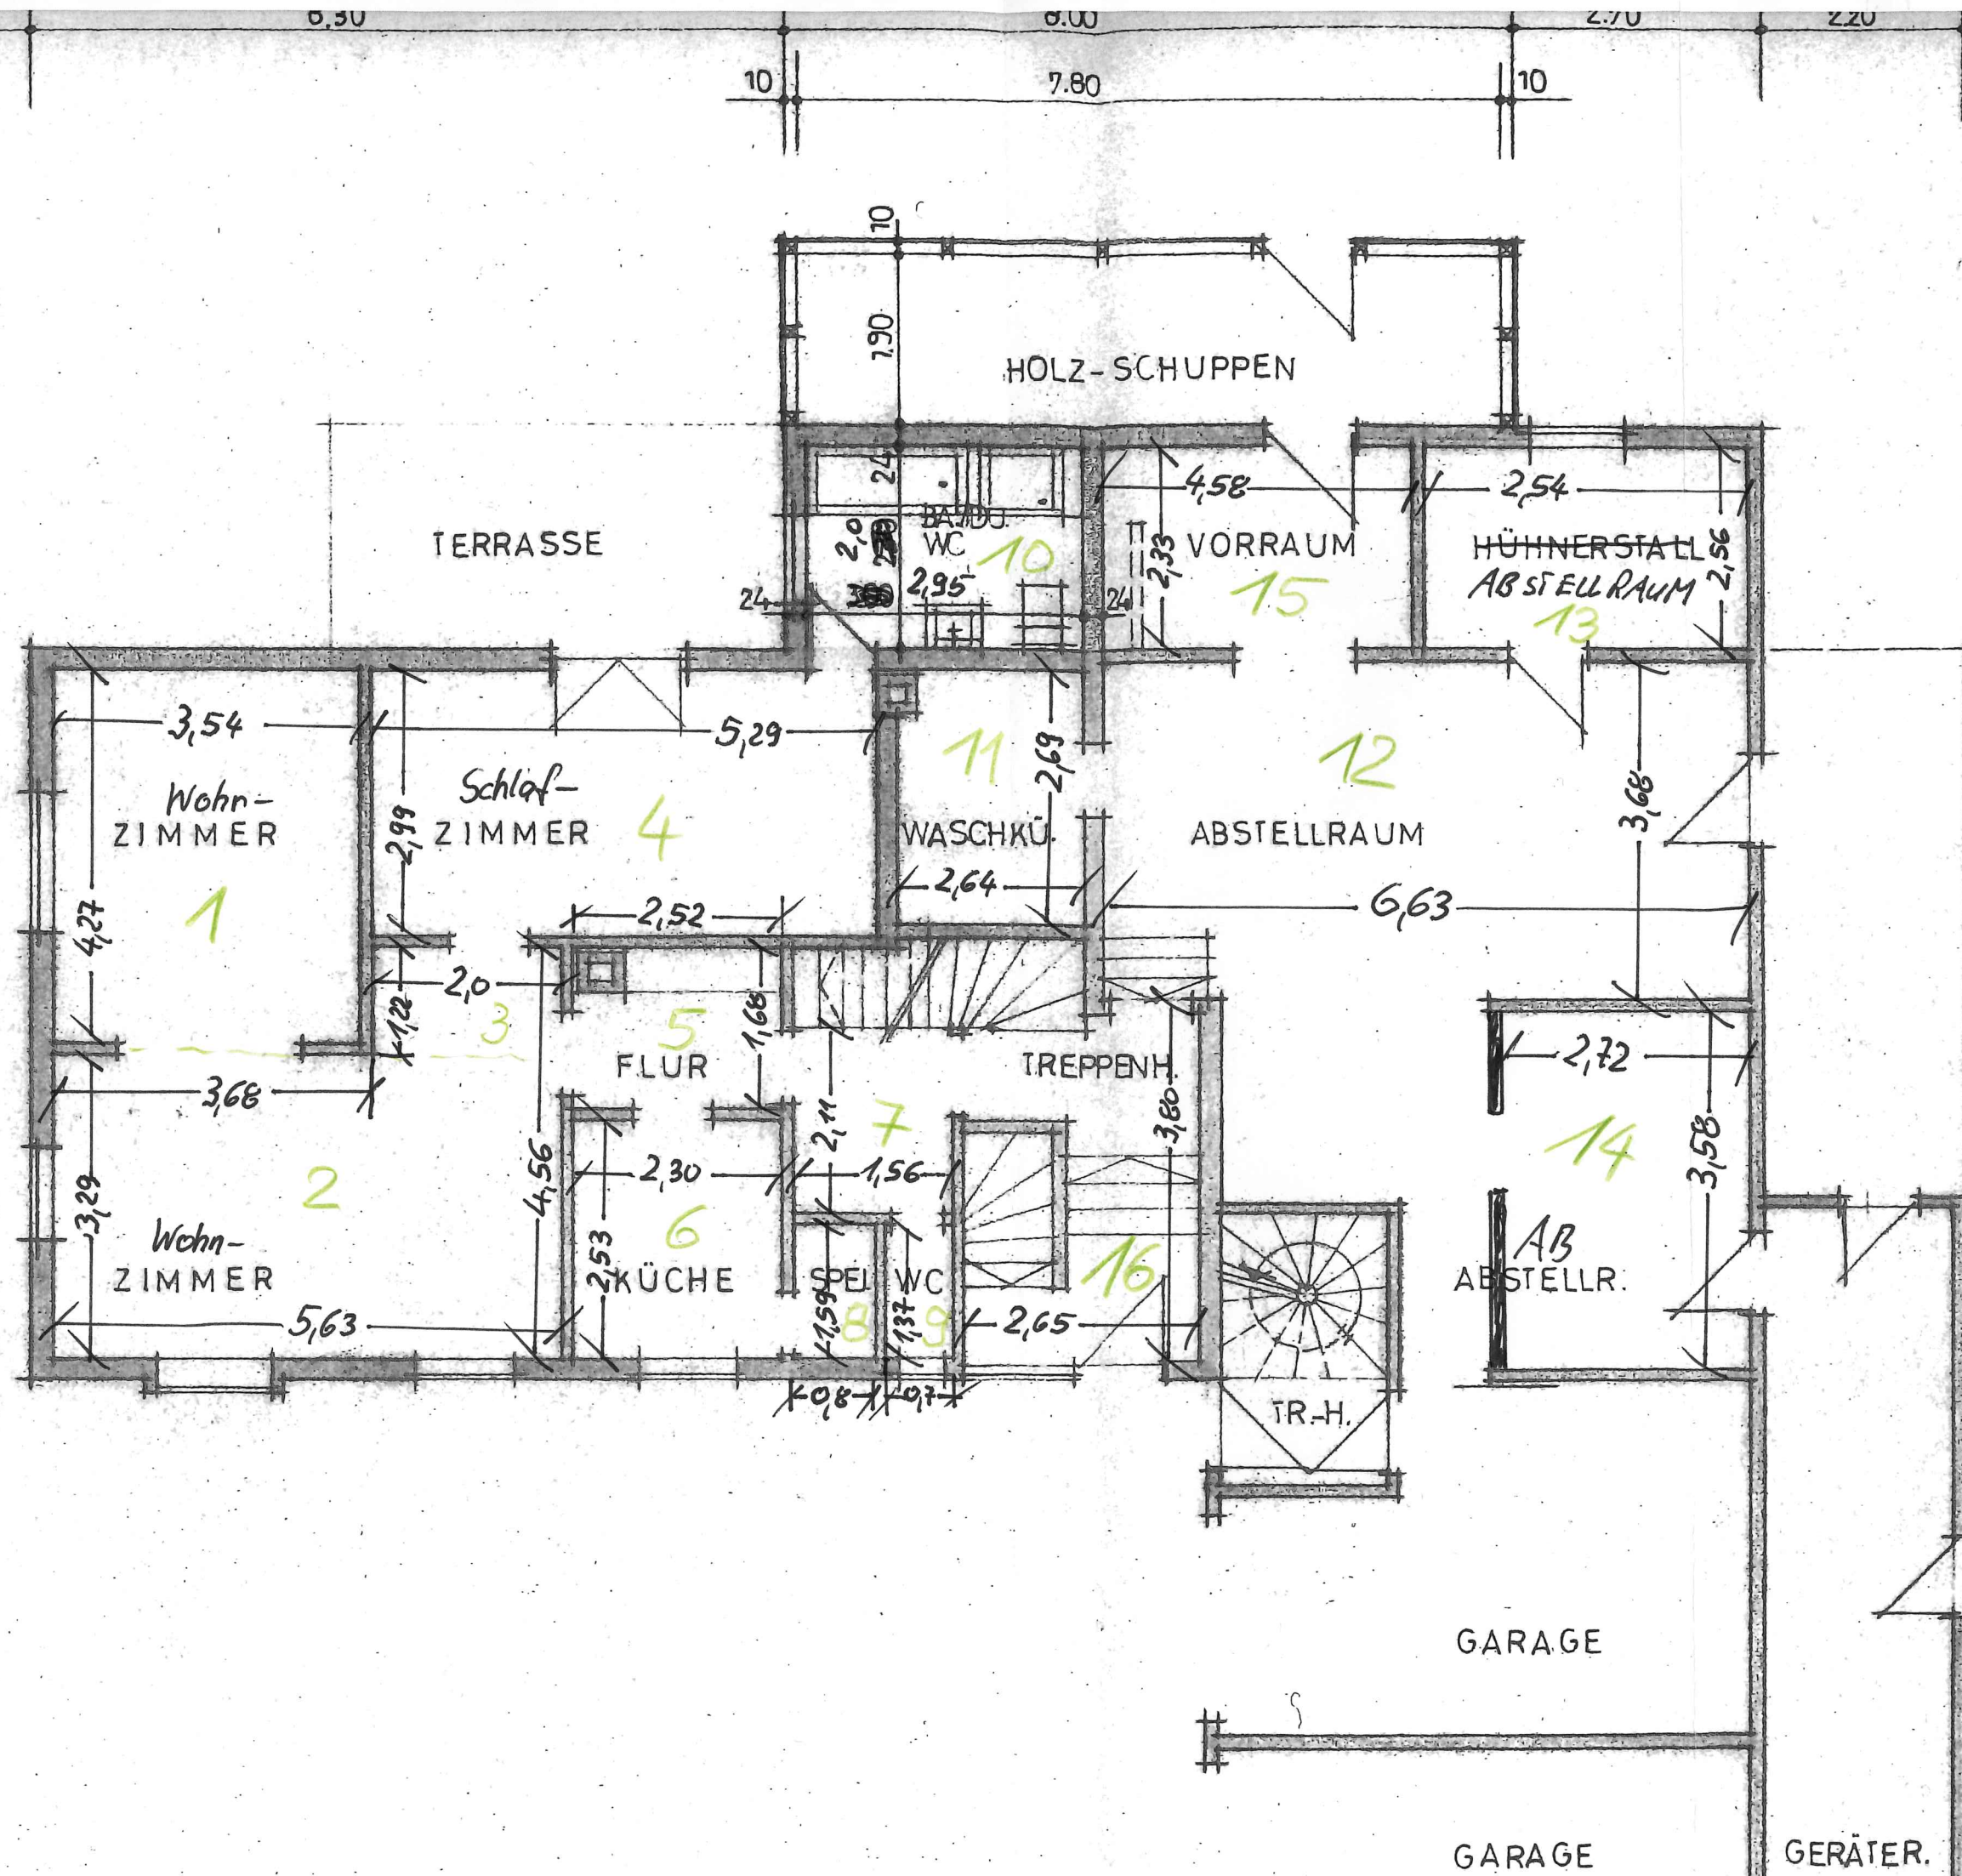 6,30
8.00
2.70
2.20
10
7.80
10
10
1.90
HOLZ-SCHUPPEN
24
4,58
2,54
TERRASSE
BA./DU.
WC
2,0
10
2,95
24
24
2,33
VORRAUM
15
HÜHNERSTALL
ABSTELLRAUM
13
2,56
3,54
5,29
Wohn-
ZIMMER
1
4,27
2,99
Schlaf-
ZIMMER
4
2,52
11
2,69
WASCHKÜ.
2,64
12
ABSTELLRAUM
3,68
6,63
2,0
1,22
3
5
1,68
FLUR
TREPPENH.
3,68
2,72
14
3,58
AB
ABSTELLR.
2
3,29
Wohn-
ZIMMER
5,63
4,56
2,30
6
2,53
KÜCHE
7
2,11
1,56
3,80
SPEI
1,59
8
WC
1,37
9
16
2,65
0,8
0,7
TR.-H.
GARAGE
GARAGE
GERÄTER.